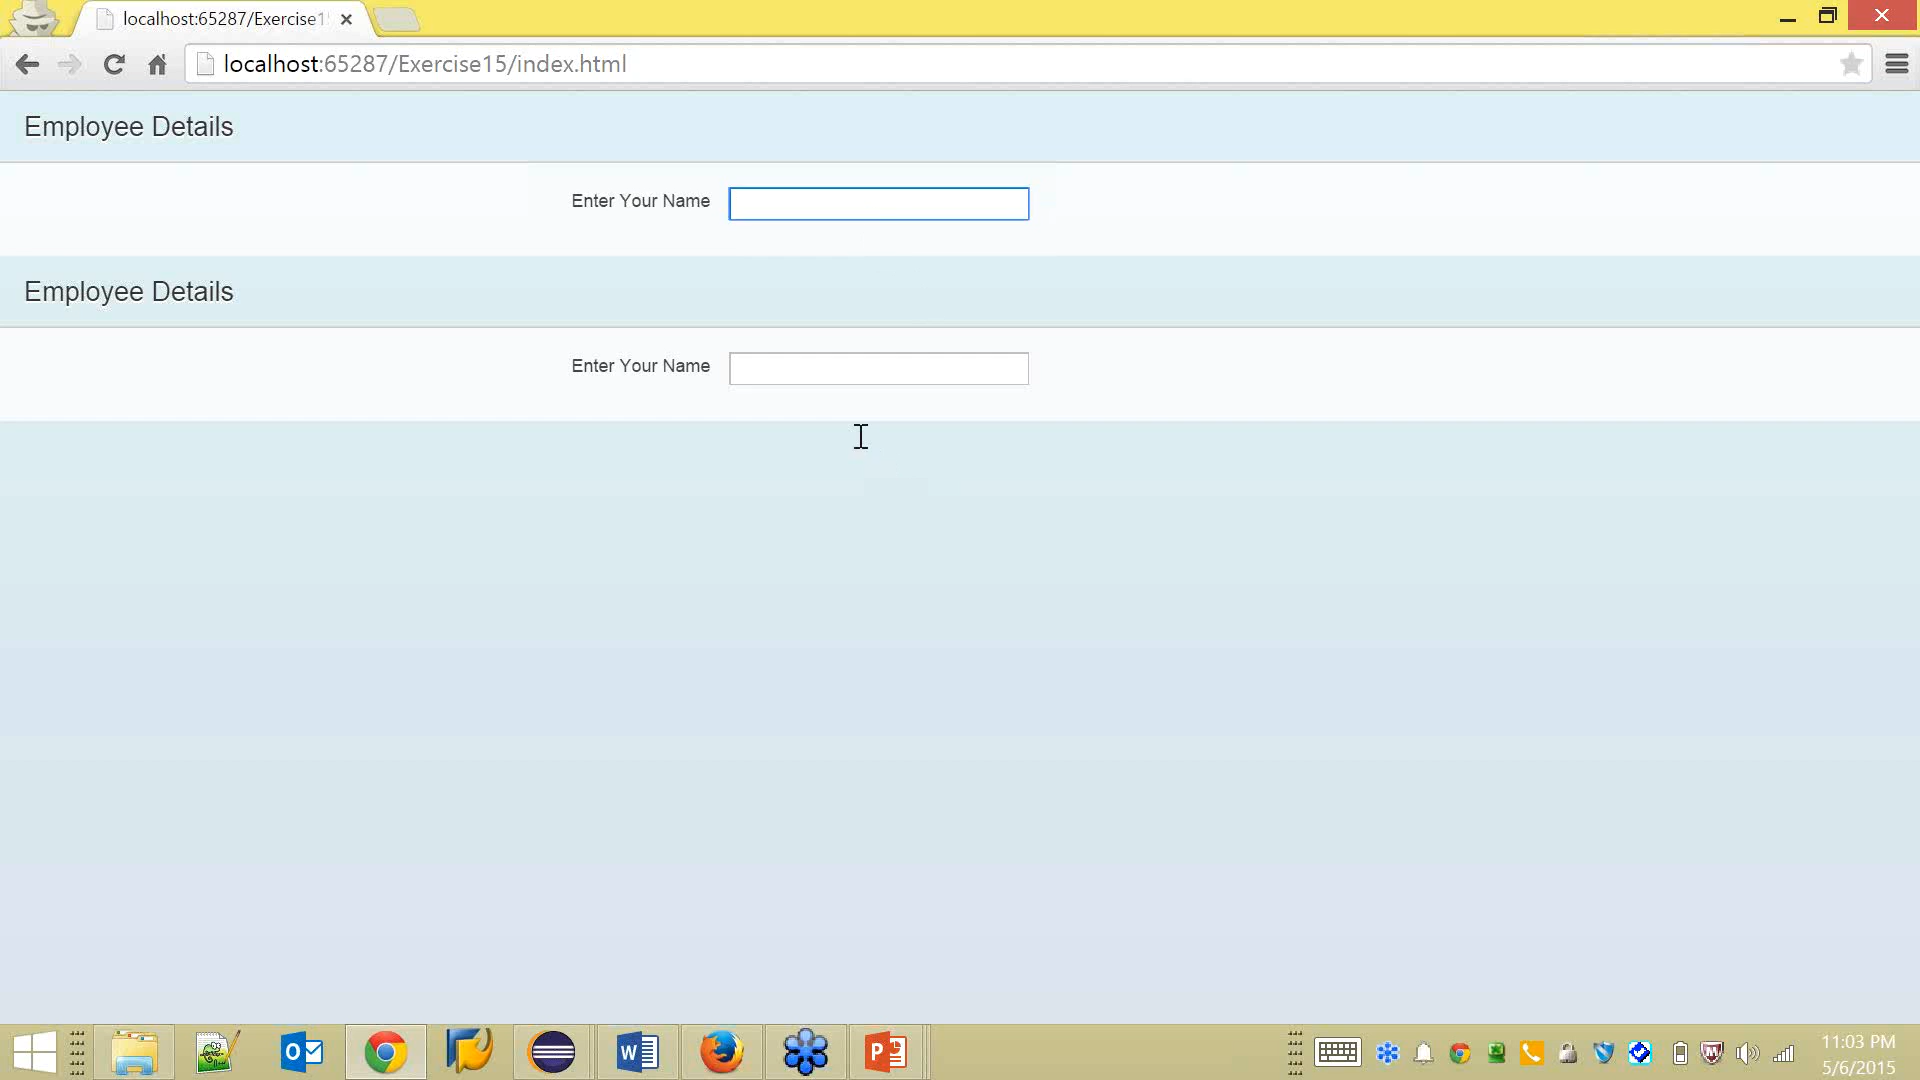 localhost:65287/Exercise1
localhost:65287/Exercise15/index.html
Employee Details
Enter Your Name
Employee Details
Enter Your Name
11:03 PM
5/6/2015